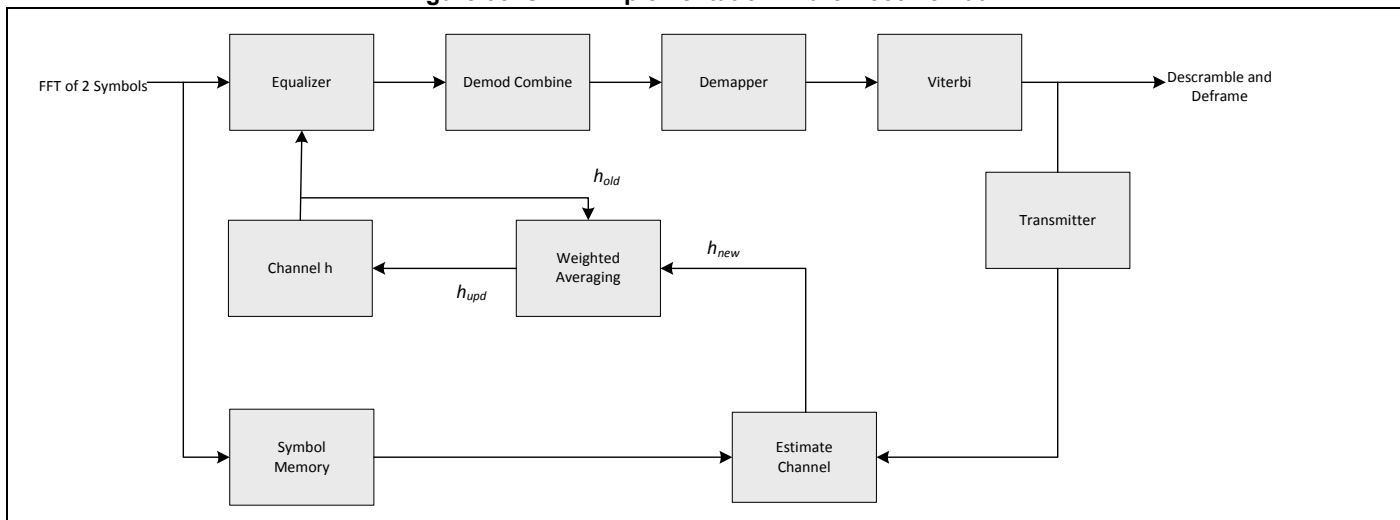 FFT of 2 Symbols
Equalizer
Demod Combine
Demapper
Viterbi
Descramble and
Deframe
h_old
Transmitter
Channel h
Weighted
Averaging
h_new
h_upd
Symbol
Memory
Estimate
Channel